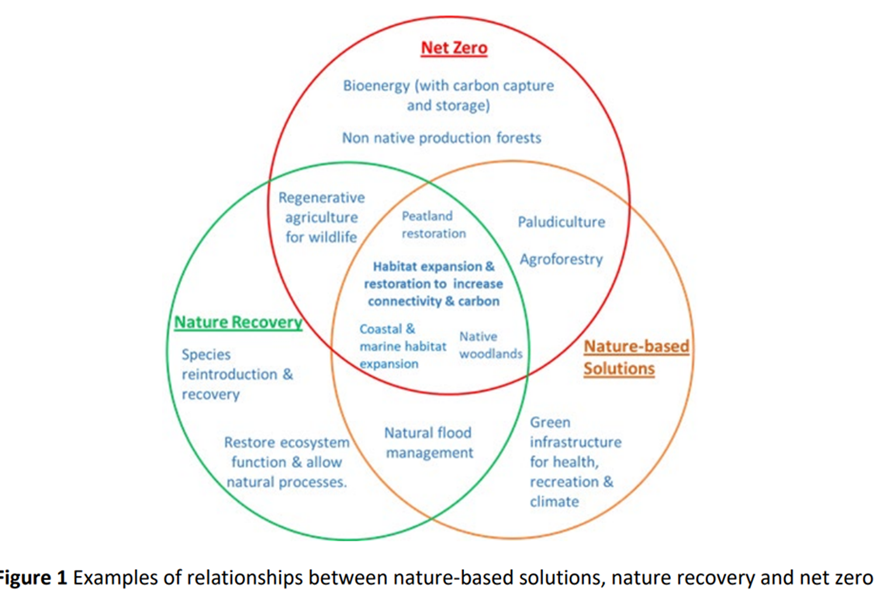 Net Zero
Bioenergy (with carbon capture
and storage)
Non native production forests
Regenerative
agriculture
for wildlife
Peatland
restoration
Paludiculture
Agroforestry
Habitat expansion &
restoration to increase
connectivity & carbon
Coastal &
marine habitat
expansion
Native
woodlands
Nature Recovery
Species
reintroduction &
recovery
Restore ecosystem
function & allow
natural processes.
Nature-based
Solutions
Natural flood
management
Green
infrastructure
for health,
recreation &
climate
Figure 1 Examples of relationships between nature-based solutions, nature recovery and net zero